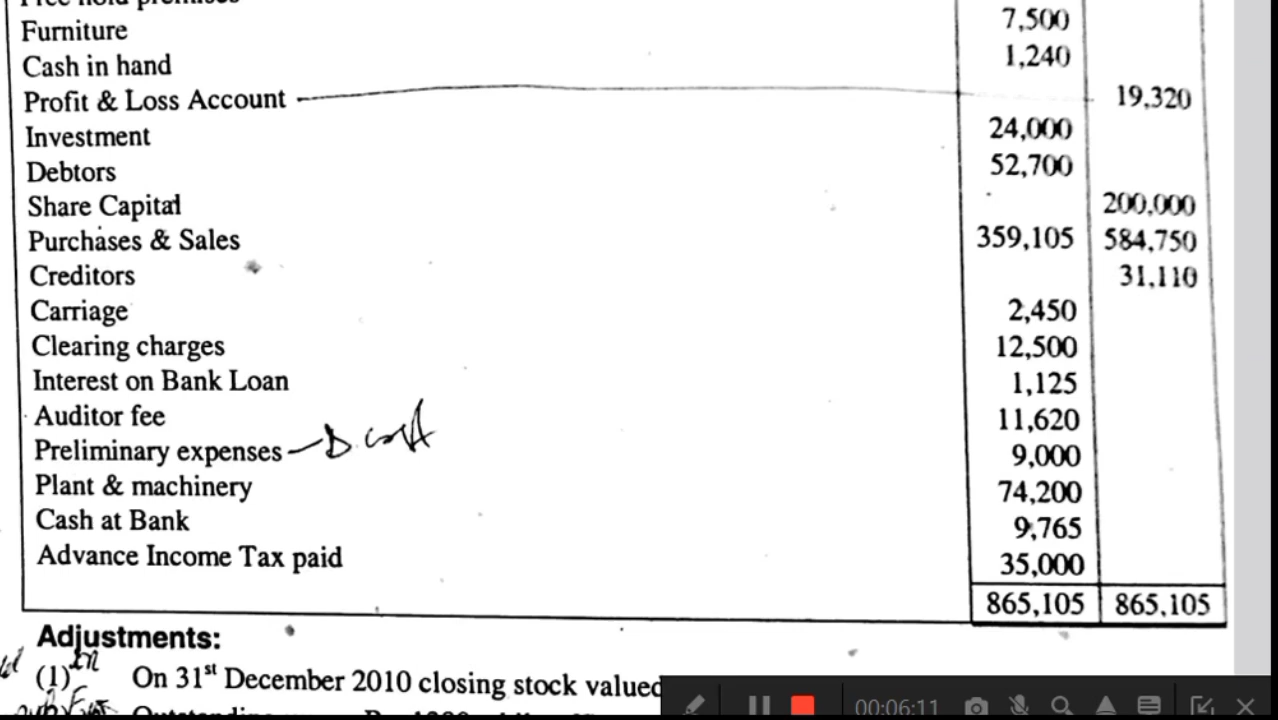 Furniture 7,500
Cash in hand 1,240
Profit & Loss Account 19,320
Investment 24,000
Debtors 52,700
Share Capital 200,000
Purchases & Sales 359,105 584,750
Creditors 31,110
Carriage 2,450
Clearing charges 12,500
Interest on Bank Loan 1,125
Auditor fee 11,620
Preliminary expenses D. cost 9,000
Plant & machinery 74,200
Cash at Bank 9,765
Advance Income Tax paid 35,000
865,105 865,105
Adjustments:
(1) On 31st December 2010 closing stock valued
00:06:11